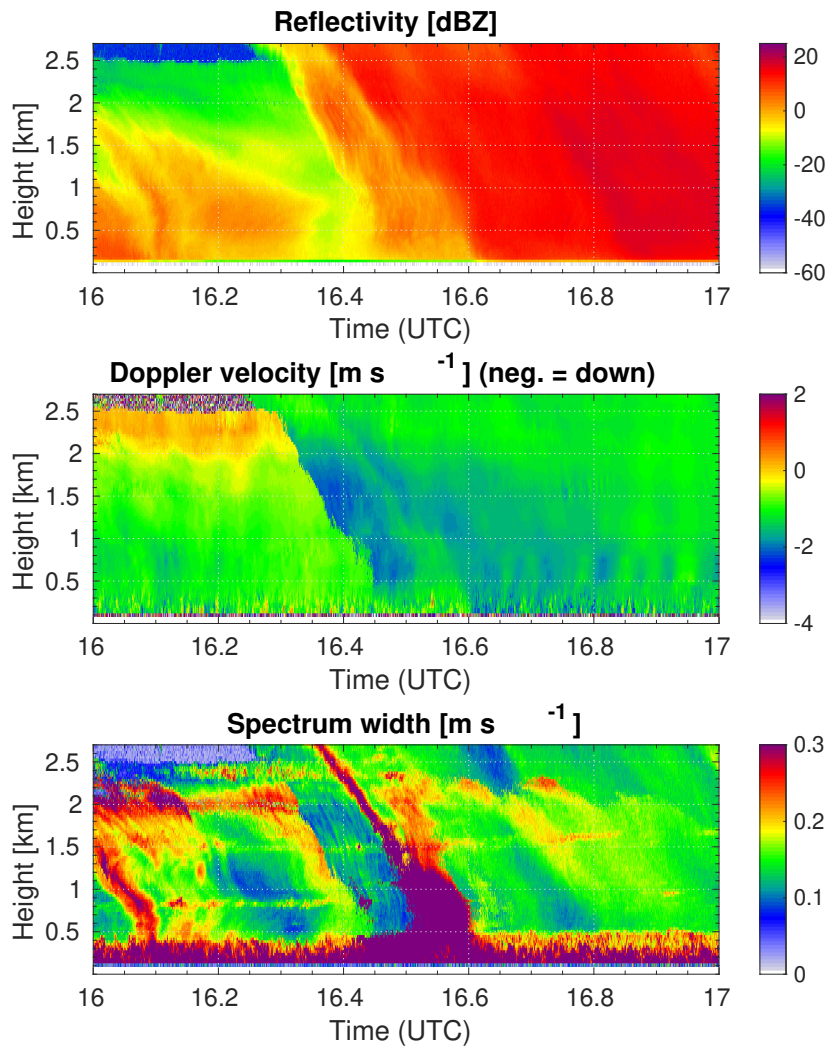 Reflectivity [dBZ]
Height [km]
2.5
2
1.5
1
0.5
16 16.2 16.4 16.6 16.8 17
Time (UTC)
20
0
-20
-40
-60
Doppler velocity [m s -1 ] (neg. = down)
Height [km]
2.5
2
1.5
1
0.5
16 16.2 16.4 16.6 16.8 17
Time (UTC)
2
0
-2
-4
Spectrum width [m s -1 ]
Height [km]
2.5
2
1.5
1
0.5
16 16.2 16.4 16.6 16.8 17
Time (UTC)
0.3
0.2
0.1
0